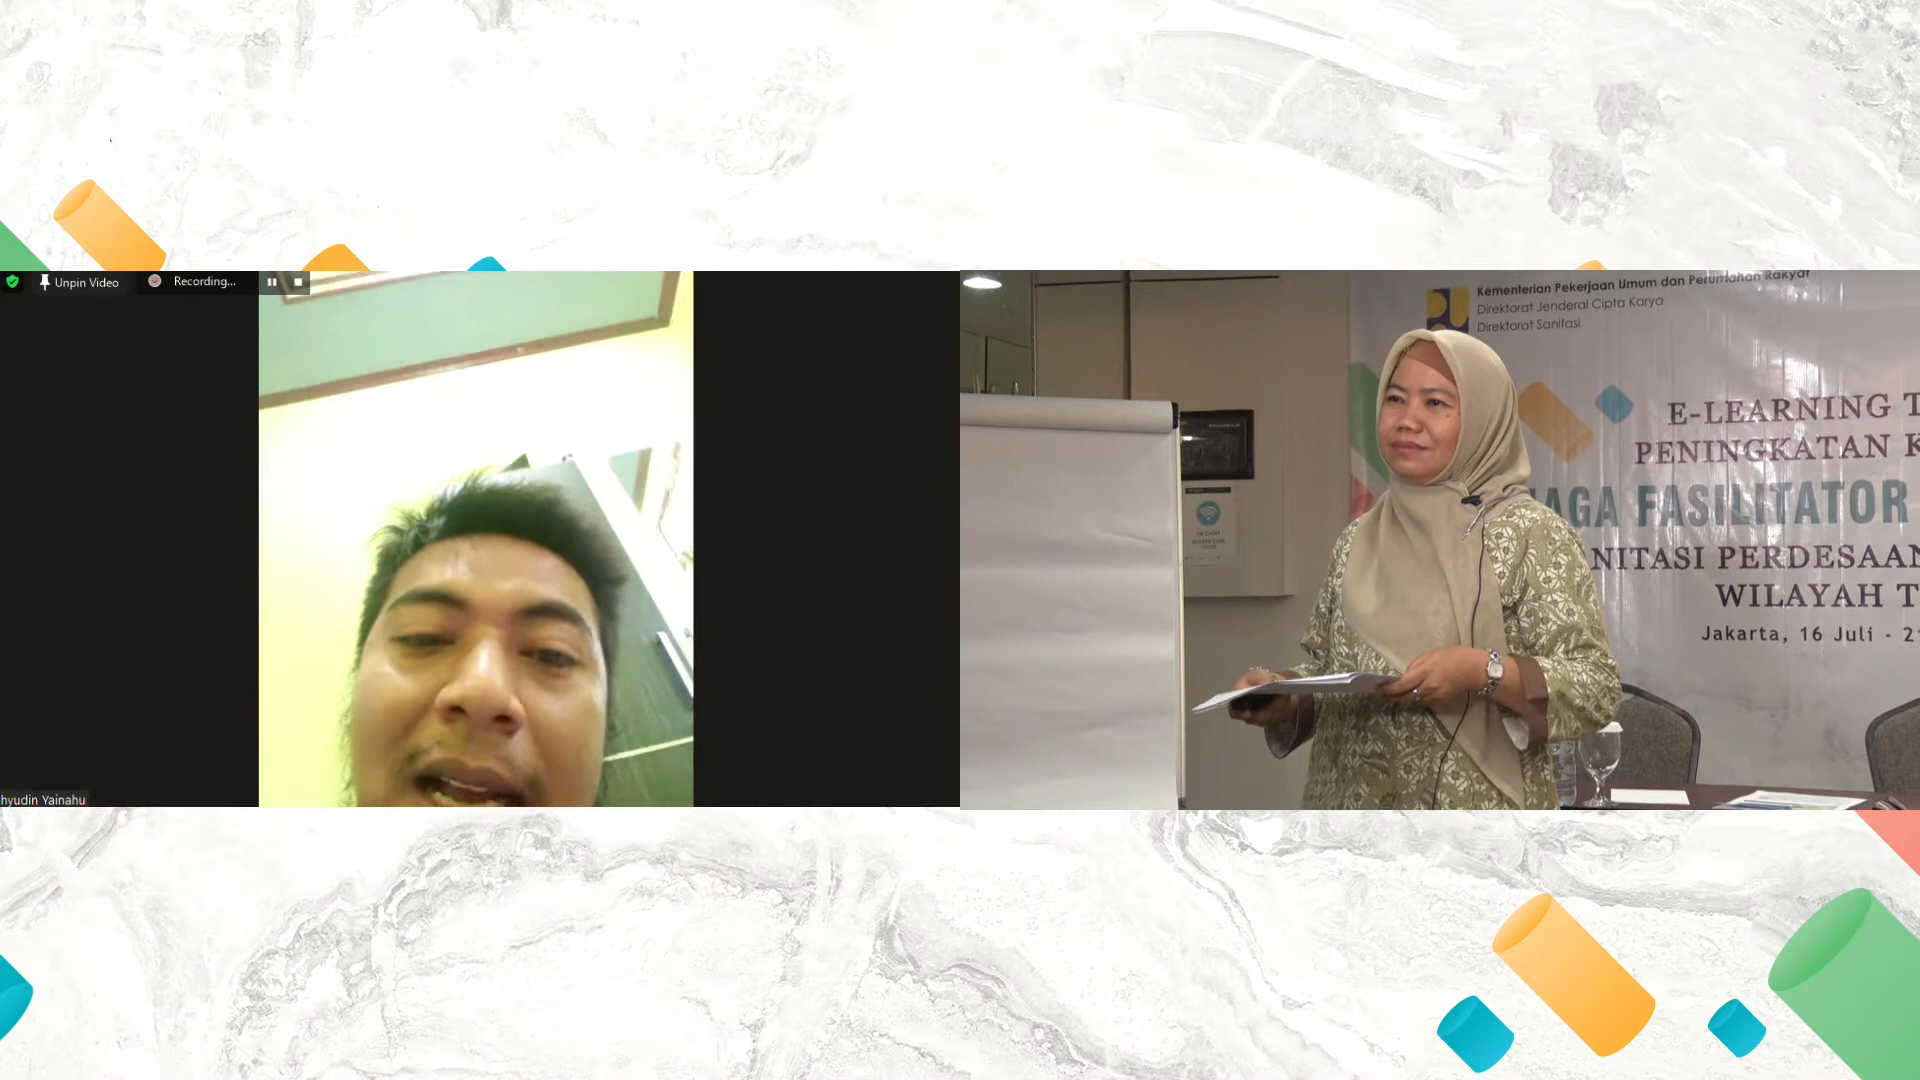 Unpin Video
Recording...
hyudin Yainahu
Kementerian Pekerjaan Umum dan Perumahan Rakyat
Direktorat Jenderal Cipta Karya
Direktorat Sanitasi
E-LEARNING T
PENINGKATAN K
AGA FASILITATOR
NITASI PERDESAAN
WILAYAH T
Jakarta, 16 Juli - 2